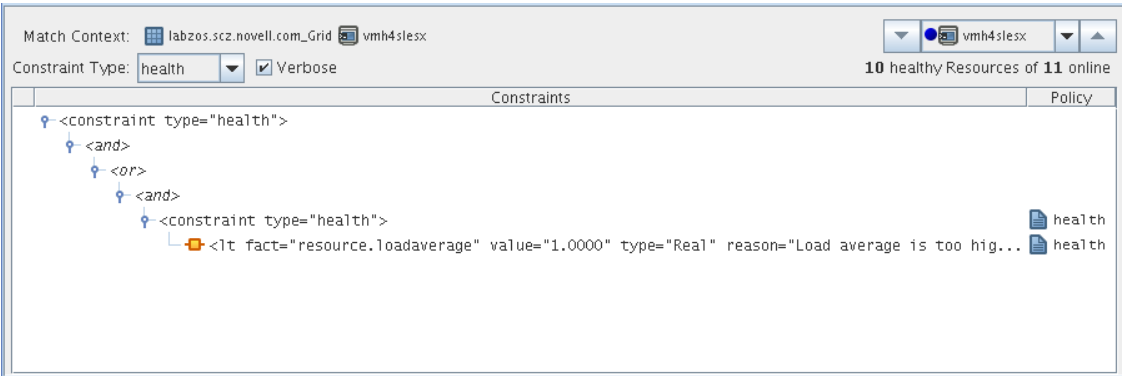 Match Context: labzos.scz.novell.com_Grid vmh4slesx vmh4slesx
Constraint Type: health Verbose 10 healthy Resources of 11 online
Constraints Policy
<constraint type="health">
<and>
<or>
<and>
<constraint type="health"> health
<lt fact="resource.loadaverage" value="1.0000" type="Real" reason="Load average is too hig... health